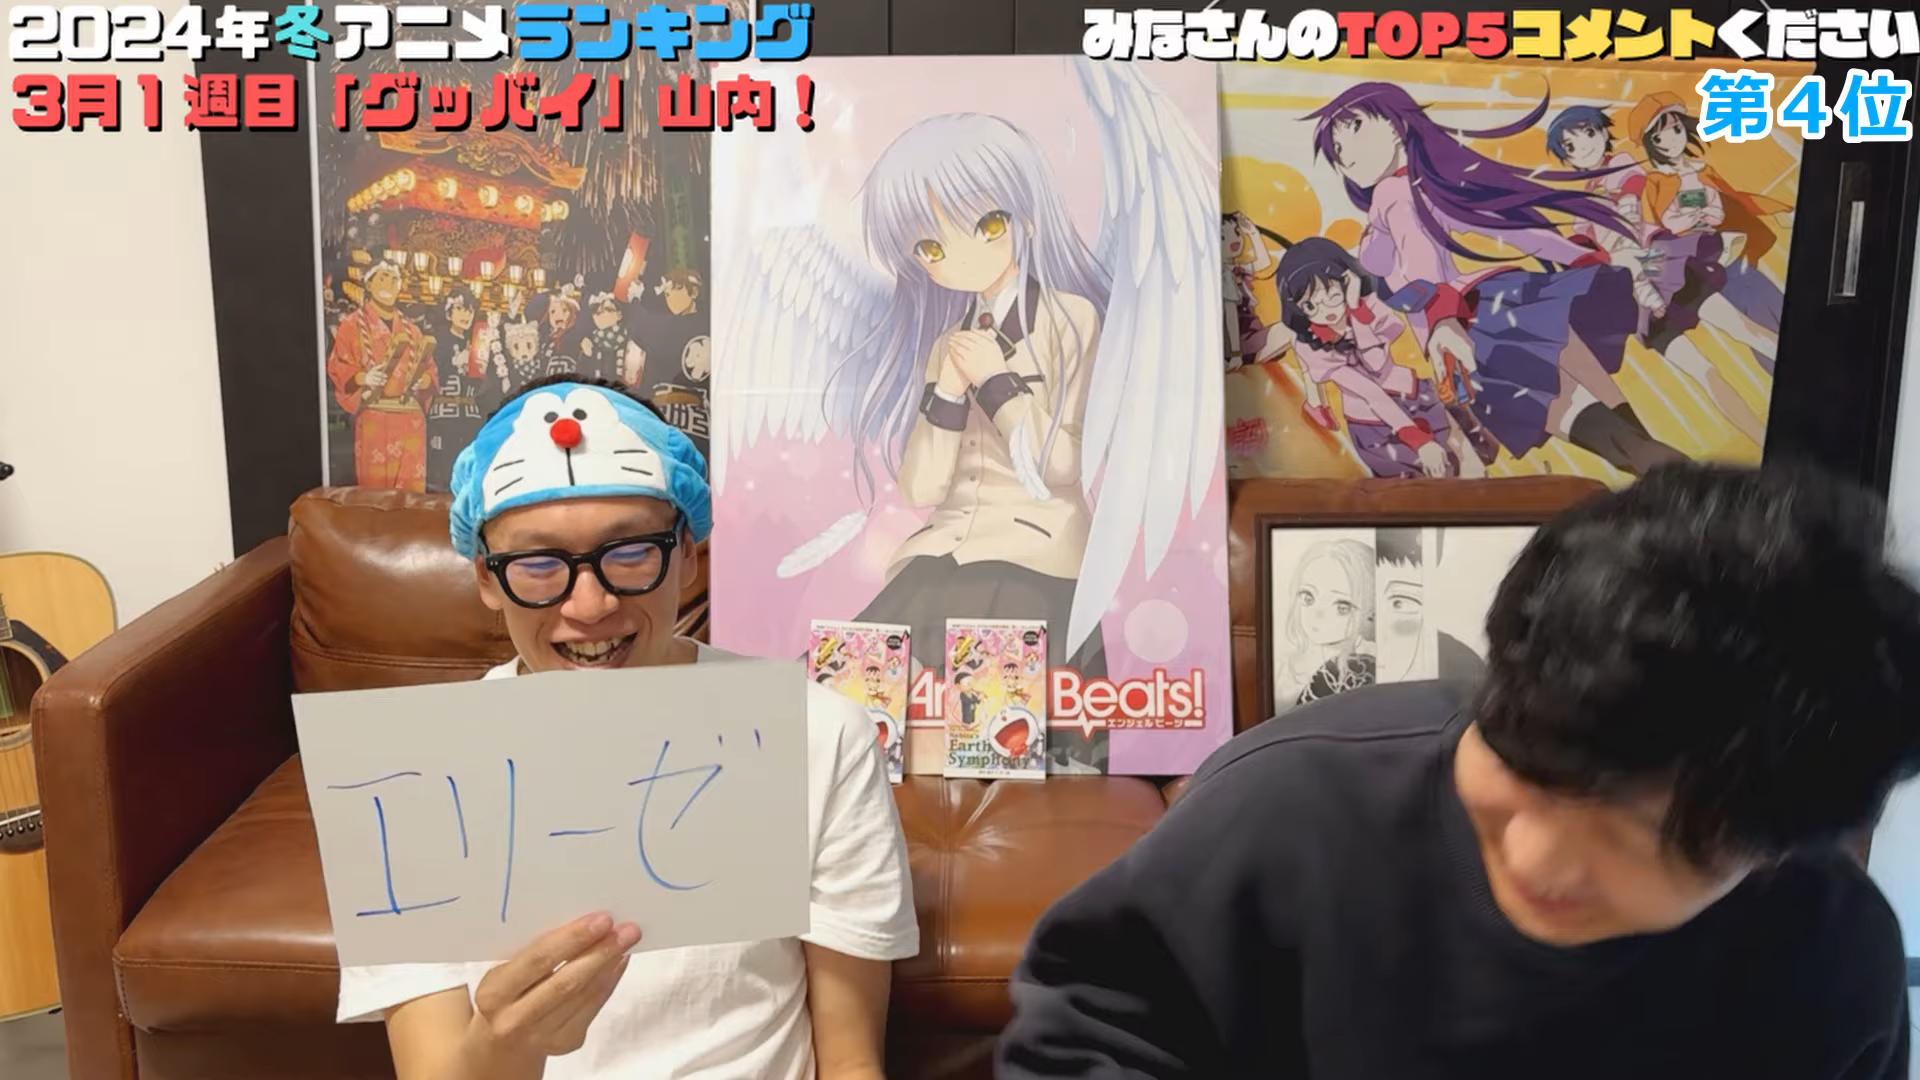 2024年冬アニメランキング
3月1週目「グッバイ」山内！
みなさんのTOP5コメントください
第4位
エリーゼ
Beats!
エンジェルビーツ
Earth
Symphony